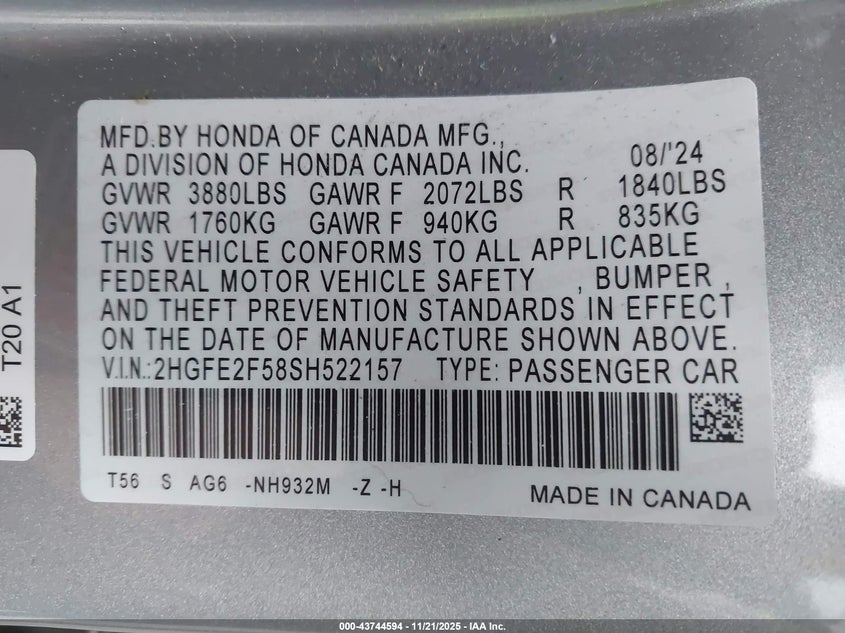 MFD.BY HONDA OF CANADA MFG.,
A DIVISION OF HONDA CANADA INC. 08/'24
GVWR 3880LBS GAWR F 2072LBS R 1840LBS
GVWR 1760KG GAWR F 940KG R 835KG
THIS VEHICLE CONFORMS TO ALL APPLICABLE
FEDERAL MOTOR VEHICLE SAFETY , BUMPER ,
AND THEFT PREVENTION STANDARDS IN EFFECT
ON THE DATE OF MANUFACTURE SHOWN ABOVE.
V.I.N.:2HGFE2F58SH522157 TYPE: PASSENGER CAR
T56 S AG6 -NH932M -Z -H
MADE IN CANADA
T20 A1
000-43744594 - 11/21/2025 - IAA Inc.